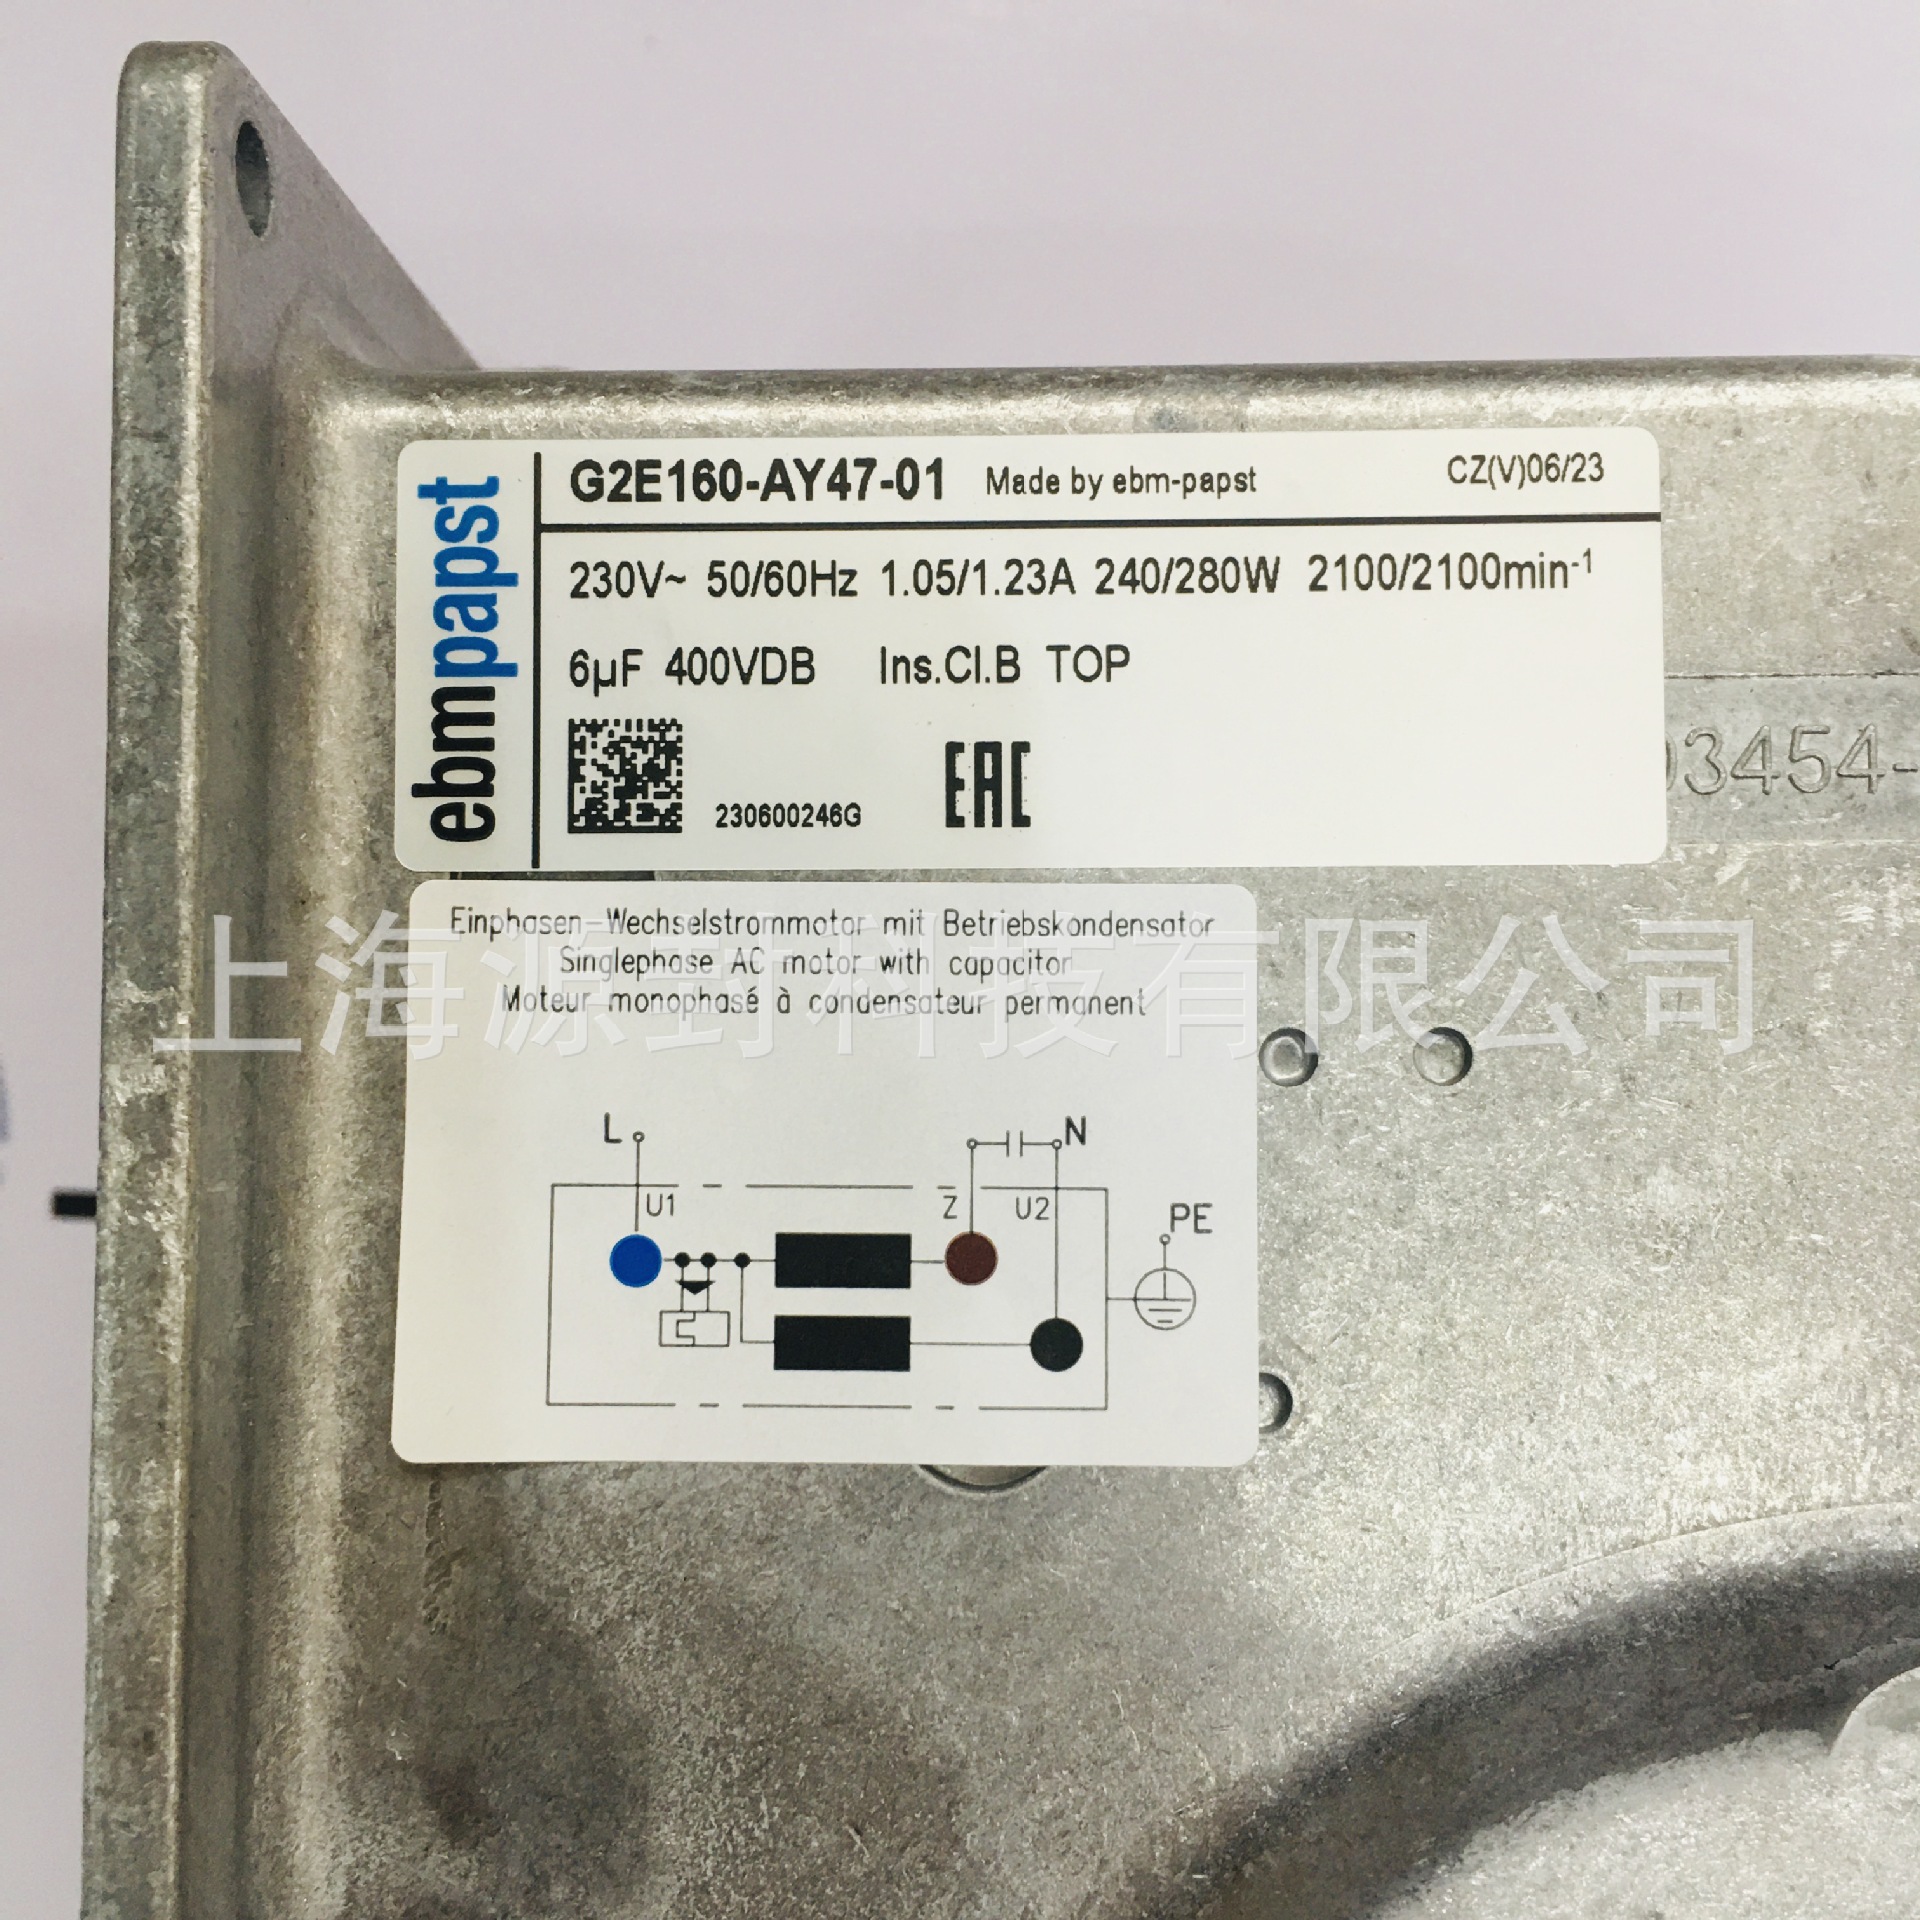 ebmpapst
G2E160-AY47-01 Made by ebm-papst CZ(V)06/23
230V~ 50/60Hz 1.05/1.23A 240/280W 2100/2100min-1
6µF 400VDB Ins.Cl.B TOP
230600246G
EAC
03454-
Einphasen-Wechselstrommotor mit Betriebskondensator
Singlephase AC motor with capacitor
Moteur monophasé à condensateur permanent
上海源封科技有限公司
L N
U1 Z U2 PE